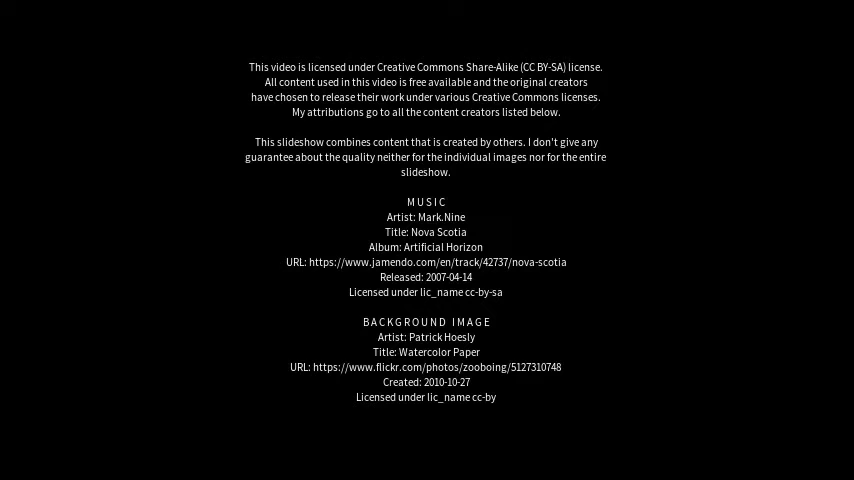 This video is licensed under Creative Commons Share-Alike (CC BY-SA) license.
All content used in this video is free available and the original creators
have chosen to release their work under various Creative Commons licenses.
My attributions go to all the content creators listed below.
This slideshow combines content that is created by others. I don't give any
guarantee about the quality neither for the individual images nor for the entire
slideshow.
MUSIC
Artist: Mark.Nine
Title: Nova Scotia
Album: Artificial Horizon
URL: https://www.jamendo.com/en/track/42737/nova-scotia
Released: 2007-04-14
Licensed under lic_name cc-by-sa
BACKGROUND IMAGE
Artist: Patrick Hoesly
Title: Watercolor Paper
URL: https://www.flickr.com/photos/zooboing/5127310748
Created: 2010-10-27
Licensed under lic_name cc-by